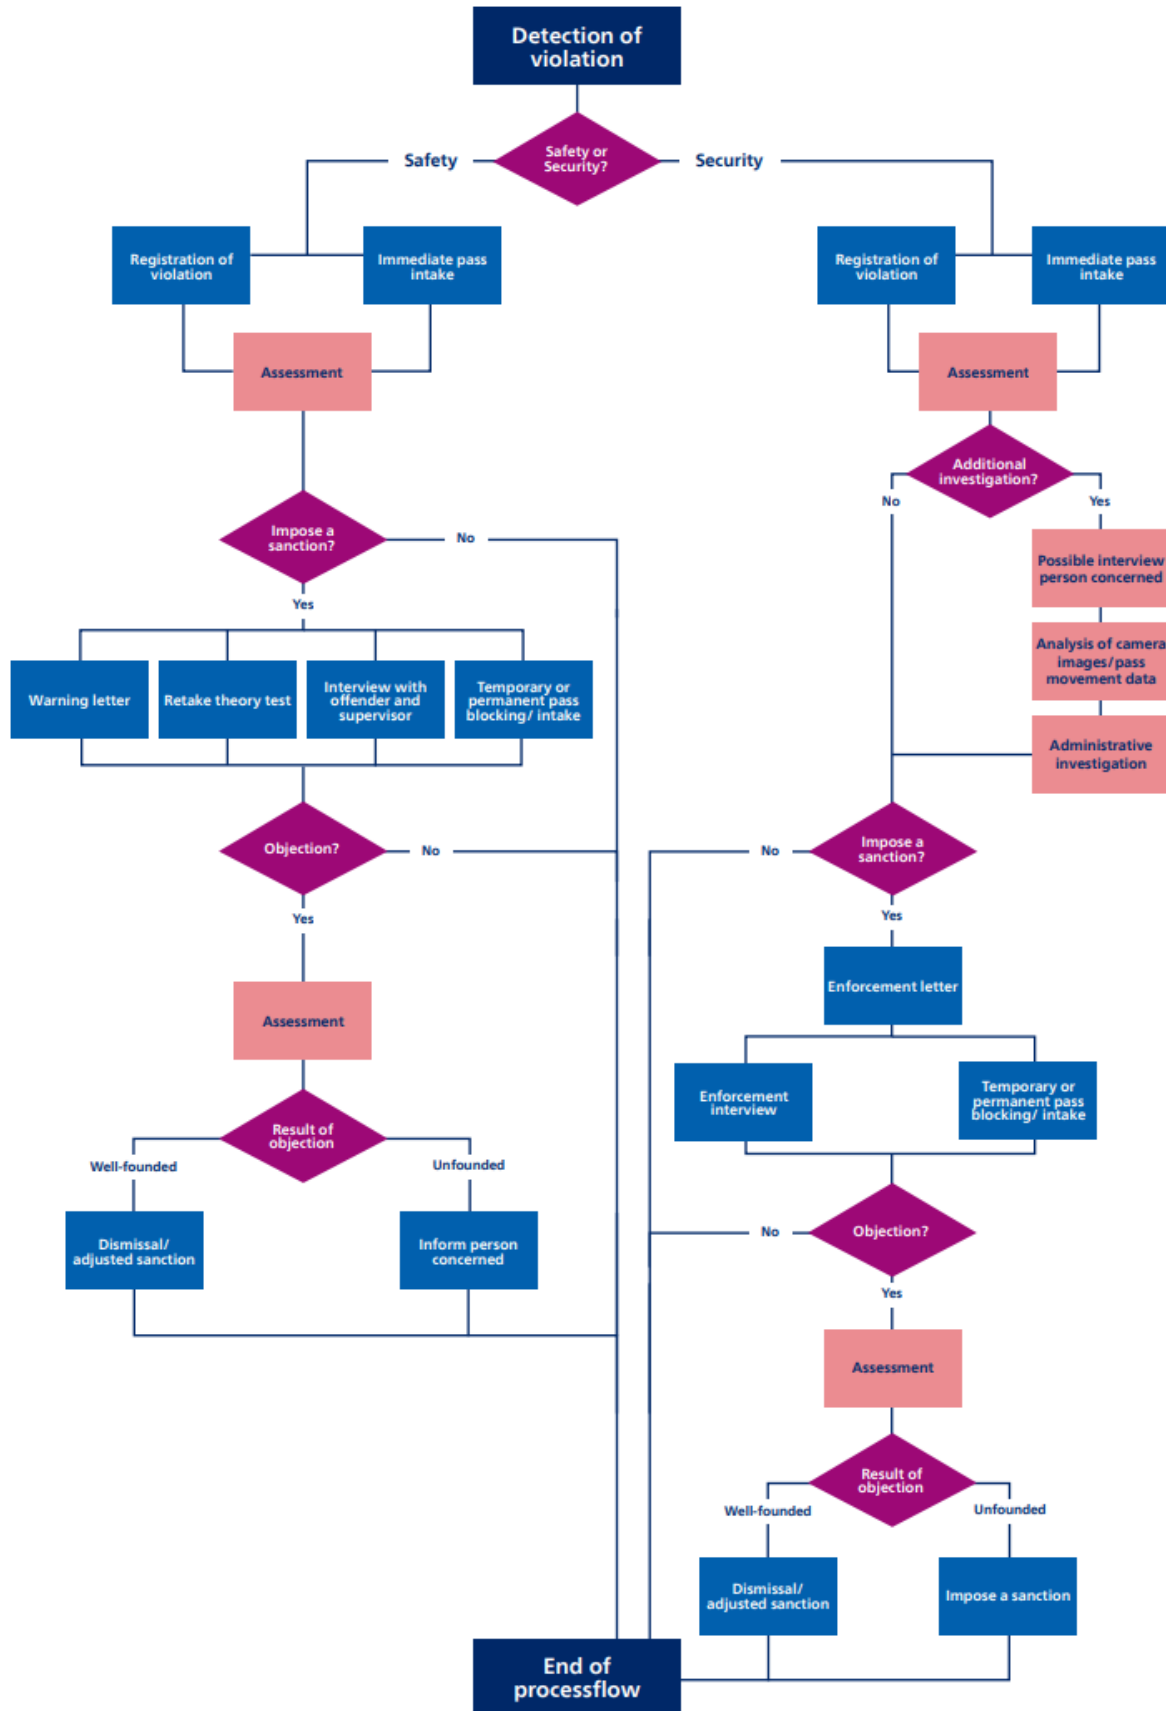 Detection of
violation
Safety or
Security?
Safety
Security
Registration of
violation
Immediate pass
intake
Assessment
Impose a
sanction?
No
Yes
Warning letter
Retake theory test
Interview with
offender and
supervisor
Temporary or
permanent pass
blocking/ intake
Objection?
No
Yes
Assessment
Result of
objection
Well-founded
Unfounded
Dismissal/
adjusted sanction
Inform person
concerned
Registration of
violation
Immediate pass
intake
Assessment
Additional
investigation?
No
Yes
Possible interview
person concerned
Analysis of camera
images/pass
movement data
Administrative
investigation
Impose a
sanction?
No
Yes
Enforcement letter
Enforcement
interview
Temporary or
permanent pass
blocking/ intake
Objection?
No
Yes
Assessment
Result of
objection
Well-founded
Unfounded
Dismissal/
adjusted sanction
Impose a sanction
End of
processflow